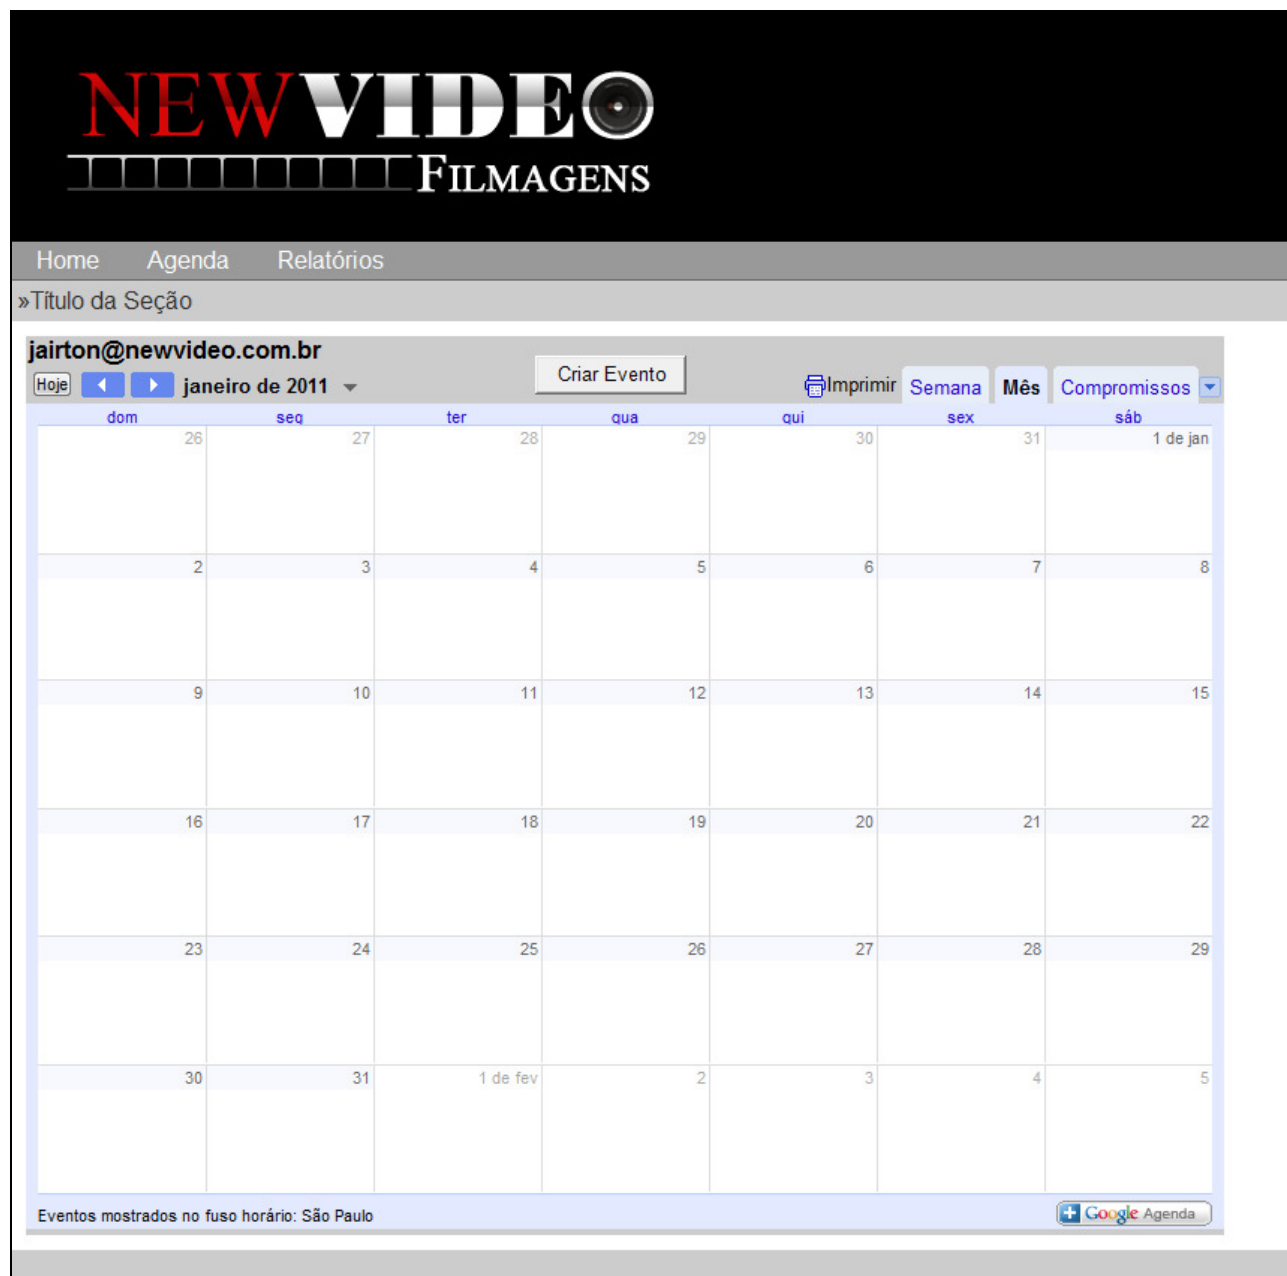 NEWVIDEO
FILMAGENS
Home Agenda Relatórios
»Título da Seção
jairton@newvideo.com.br
Hoje janeiro de 2011 Criar Evento Imprimir Semana Mês Compromissos
dom seg ter qua qui sex sáb
26 27 28 29 30 31 1 de jan
2 3 4 5 6 7 8
9 10 11 12 13 14 15
16 17 18 19 20 21 22
23 24 25 26 27 28 29
30 31 1 de fev 2 3 4 5
Eventos mostrados no fuso horário: São Paulo Google Agenda